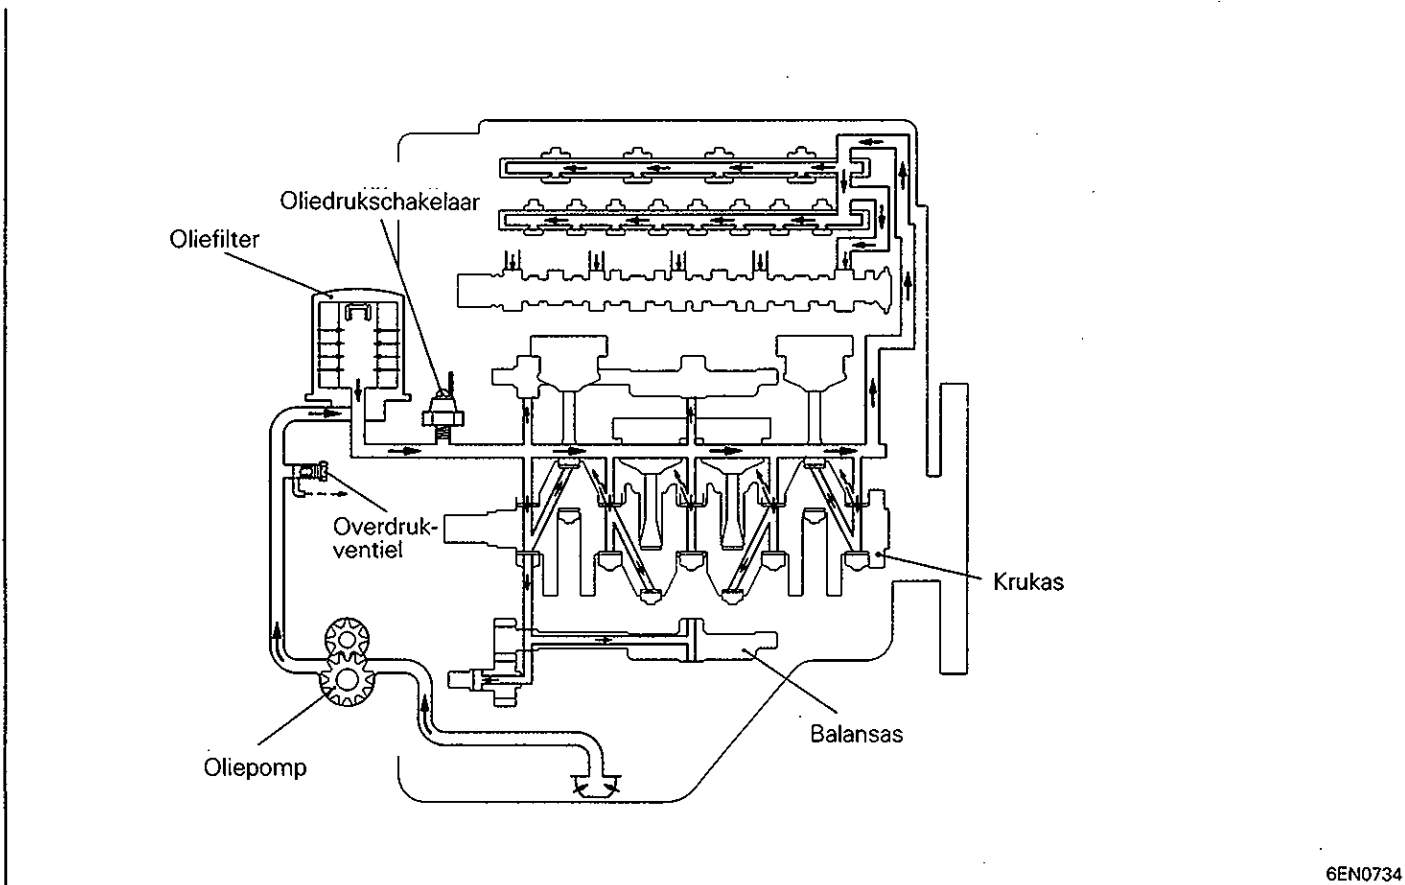 Oliedrukschakelaar
Oliefilter
Overdruk-
ventiel
Krukas
Balansas
Oliepomp
6EN0734